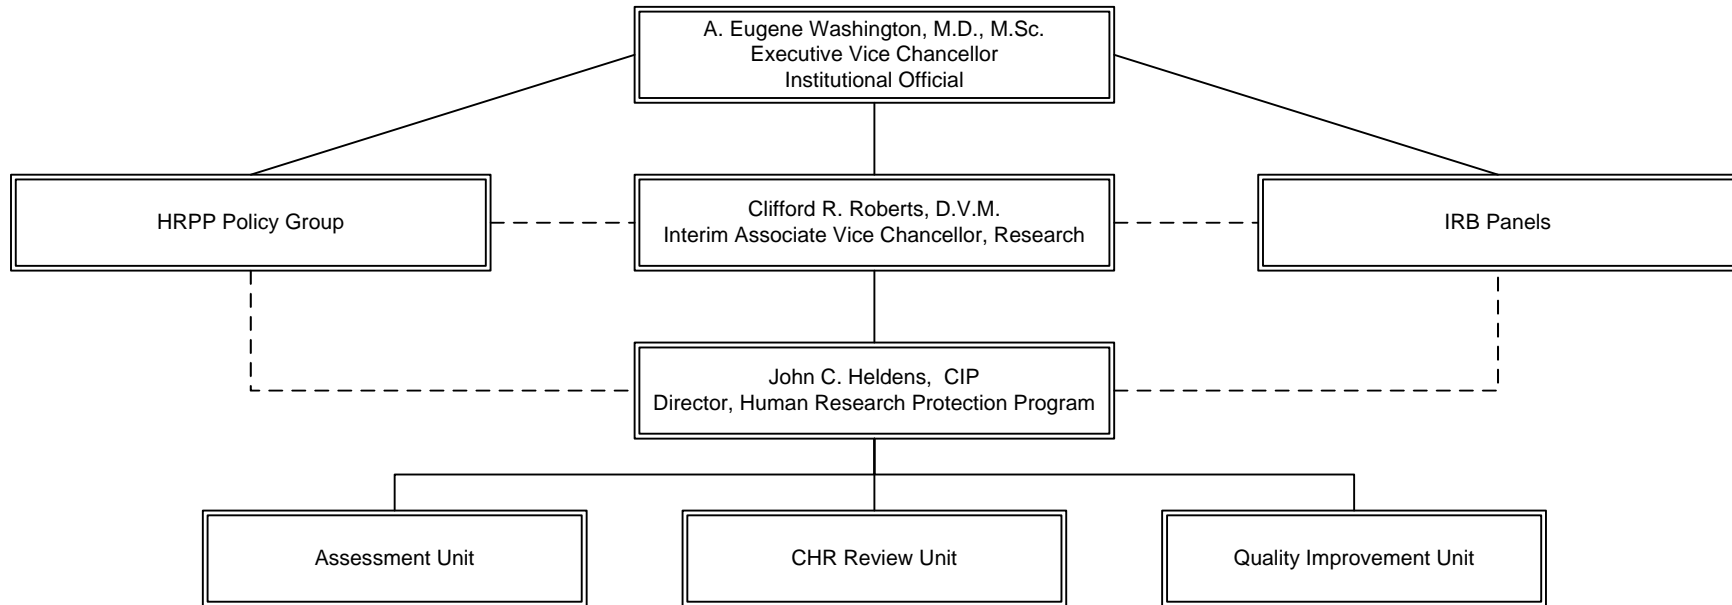 A. Eugene Washington, M.D., M.Sc.
Executive Vice Chancellor
Institutional Official
HRPP Policy Group
Clifford R. Roberts, D.V.M.
Interim Associate Vice Chancellor, Research
IRB Panels
John C. Heldens,  CIP
Director, Human Research Protection Program
Assessment Unit
CHR Review Unit
Quality Improvement Unit